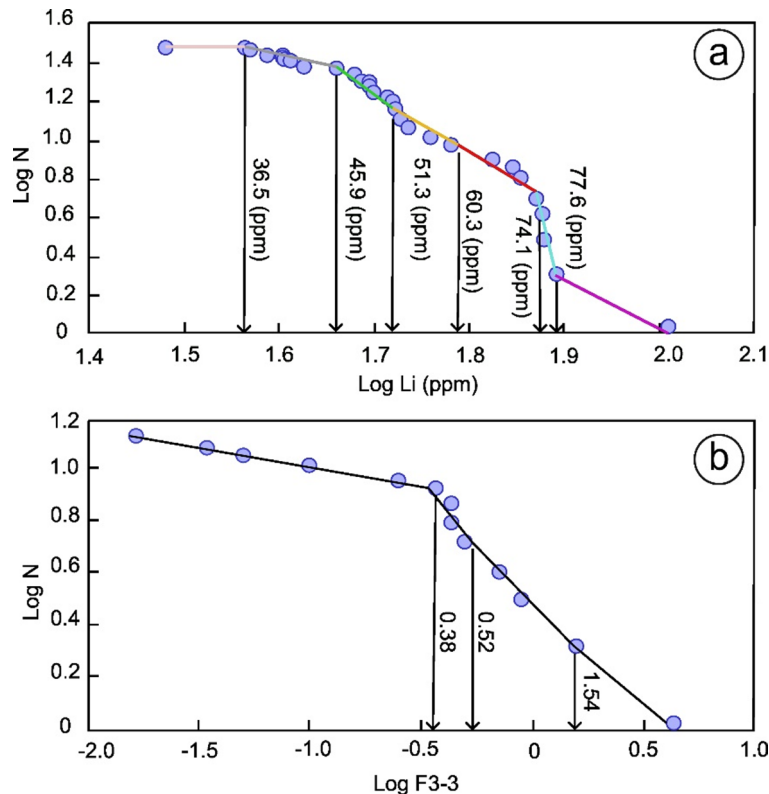 1.6
1.4
1.2
1.0
0.8
0.6
0.4
0.2
0
Log N
a
36.5 (ppm)
45.9 (ppm)
51.3 (ppm)
60.3 (ppm)
74.1 (ppm)
77.6 (ppm)
1.4 1.5 1.6 1.7 1.8 1.9 2.0 2.1
Log Li (ppm)
1.2
1.0
0.8
0.6
0.4
0.2
0
Log N
b
0.38
0.52
1.54
-2.0 -1.5 -1.0 -0.5 0 0.5 1.0
Log F3-3